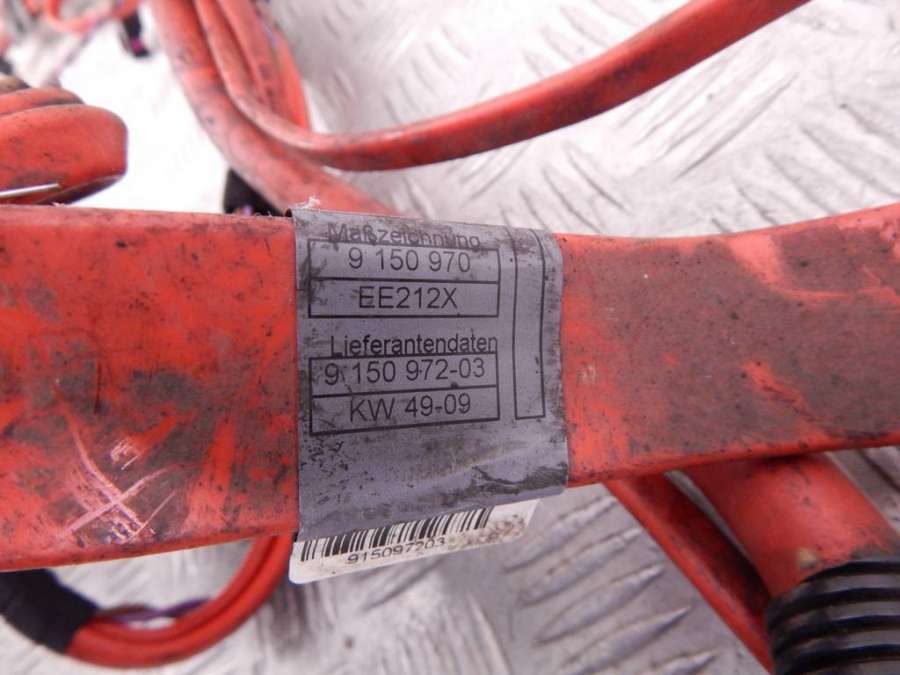 Maßzeichnung
9 150 970
EE212X
Lieferantendaten
9 150 972-03
KW 49-09
915097203